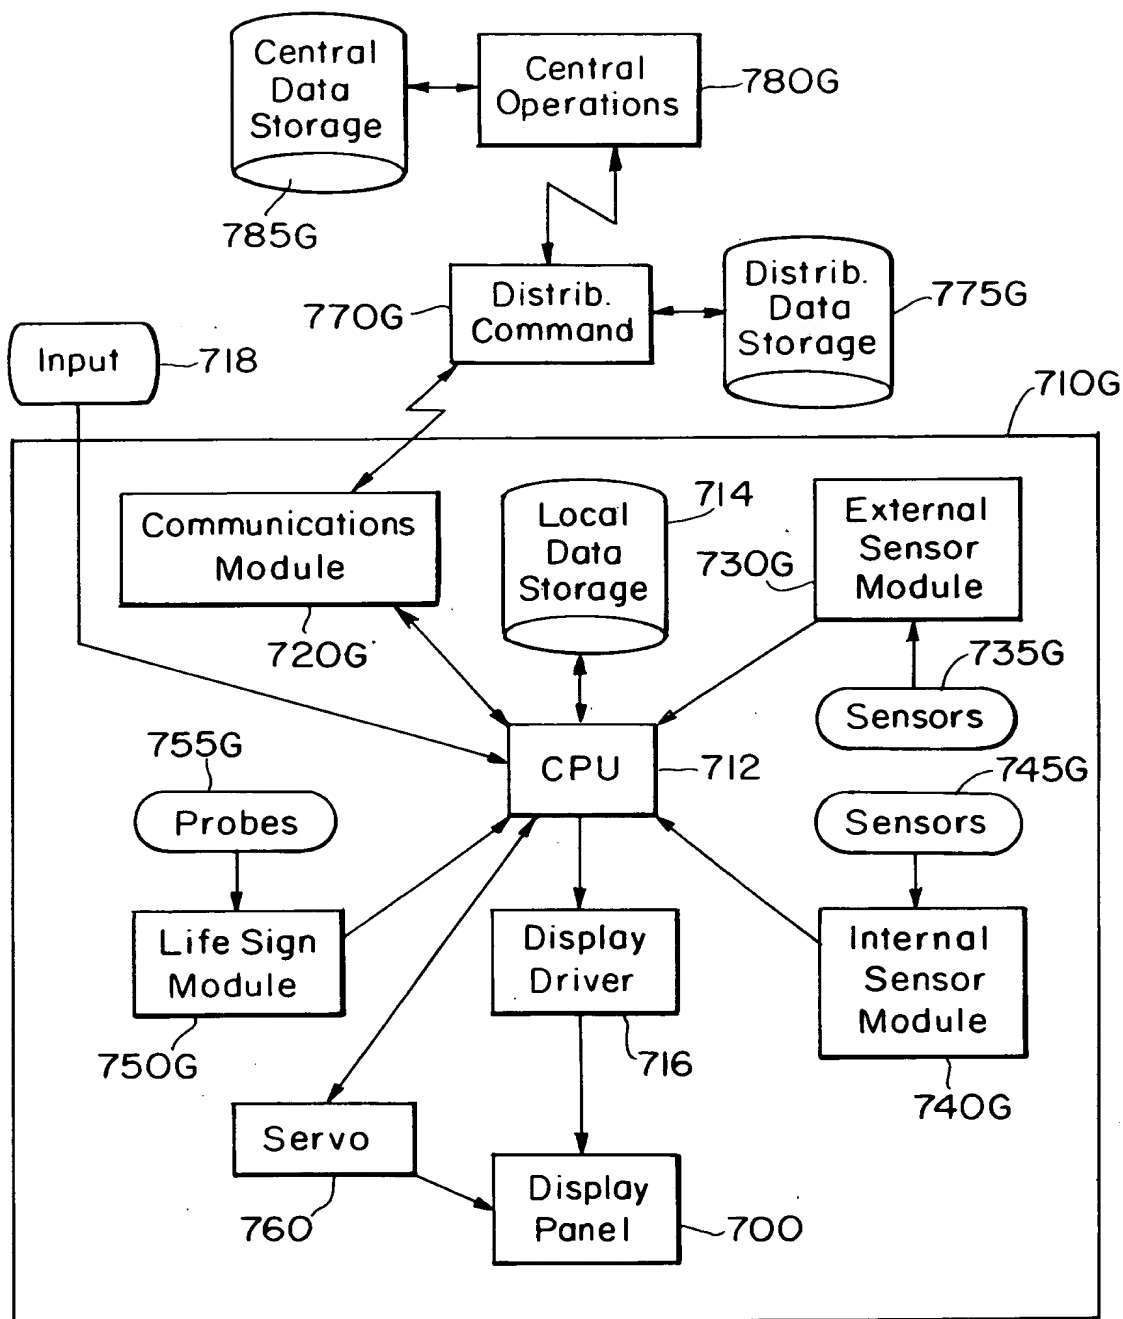 Central
Data
Storage
785G
Central
Operations
780G
Distrib.
Command
770G
Distrib.
Data
Storage
775G
Input
718
710G
Communications
Module
720G
Local
Data
Storage
714
External
Sensor
Module
730G
Sensors
735G
CPU
712
Probes
755G
Sensors
745G
Life Sign
Module
750G
Display
Driver
716
Internal
Sensor
Module
740G
Servo
760
Display
Panel
700